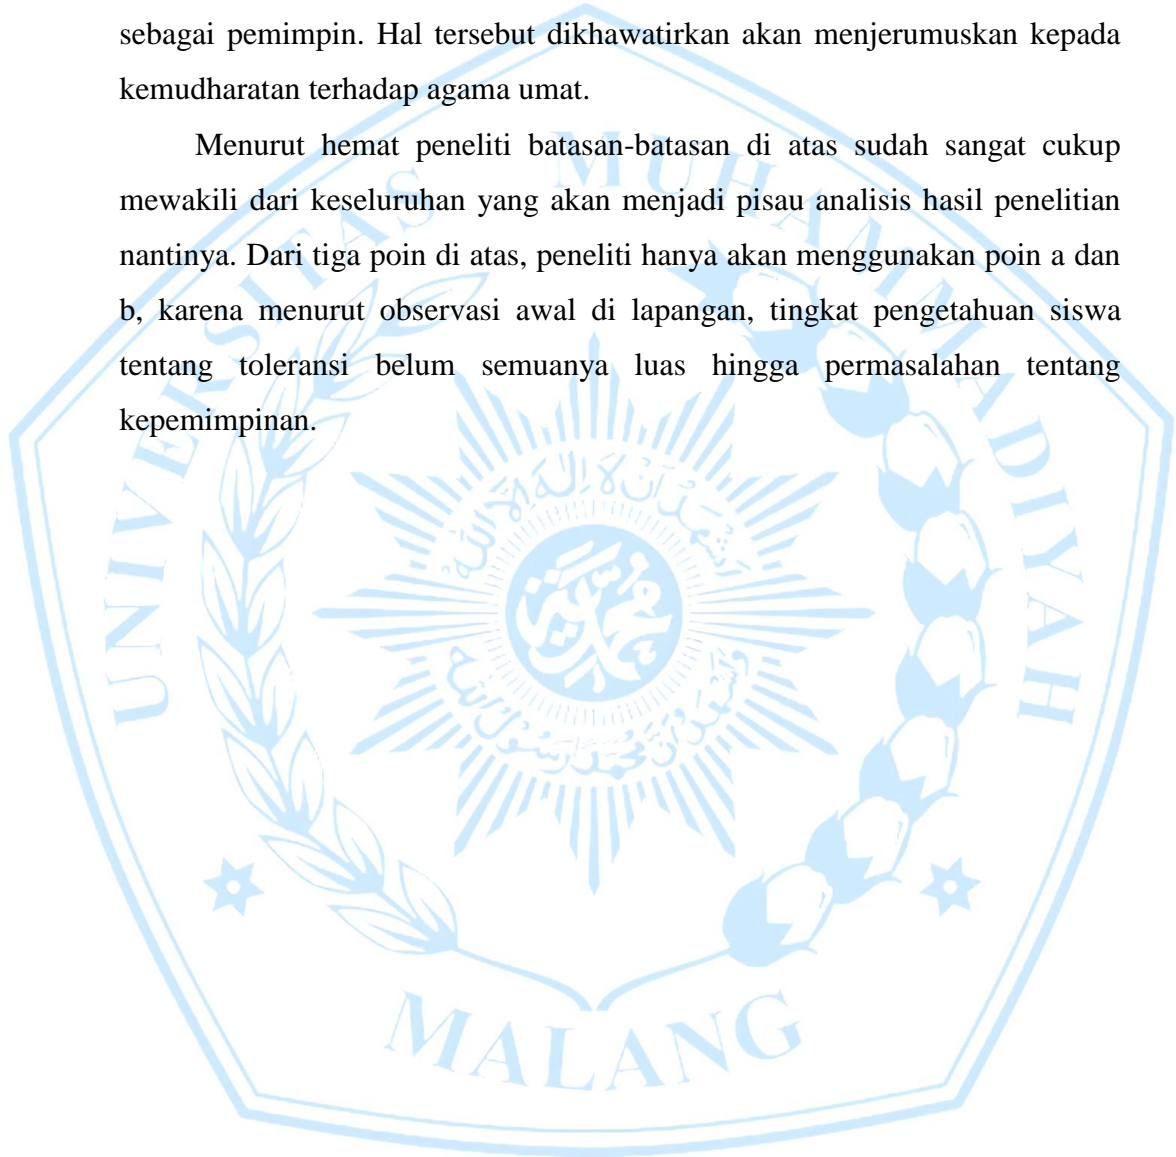 sebagai pemimpin. Hal tersebut dikhawatirkan akan menjerumuskan kepada
kemudharatan terhadap agama umat.
Menurut hemat peneliti batasan-batasan di atas sudah sangat cukup
mewakili dari keseluruhan yang akan menjadi pisau analisis hasil penelitian
nantinya. Dari tiga poin di atas, peneliti hanya akan menggunakan poin a dan
b, karena menurut observasi awal di lapangan, tingkat pengetahuan siswa
tentang toleransi belum semuanya luas hingga permasalahan tentang
kepemimpinan.
UNIVERSITAS MUHAMMADIYAH
MALANG